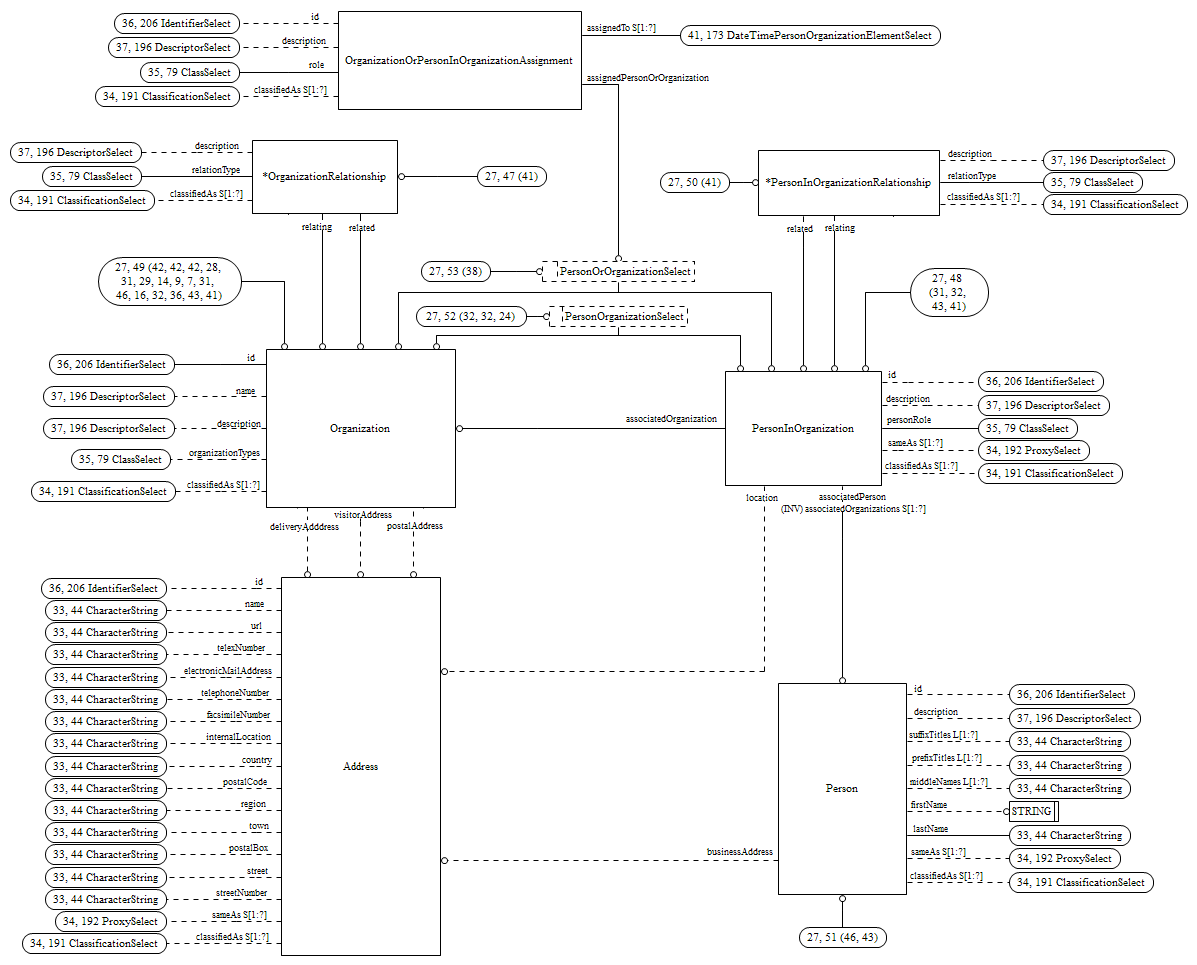 36, 206 IdentifierSelect
id
37, 196 DescriptorSelect
description
35, 79 ClassSelect
role
34, 191 ClassificationSelect
classifiedAs S[1:?]
OrganizationOrPersonInOrganizationAssignment
assignedTo S[1:?]
41, 173 DateTimePersonOrganizationElementSelect
assignedPersonOrOrganization
37, 196 DescriptorSelect
description
35, 79 ClassSelect
relationType
34, 191 ClassificationSelect
classifiedAs S[1:?]
*OrganizationRelationship
27, 47 (41)
relating
related
27, 50 (41)
*PersonInOrganizationRelationship
description
37, 196 DescriptorSelect
relationType
35, 79 ClassSelect
classifiedAs S[1:?]
34, 191 ClassificationSelect
related
relating
27, 49 (42, 42, 42, 28,
31, 29, 14, 9, 7, 31,
46, 16, 32, 36, 43, 41)
27, 53 (38)
PersonOrOrganizationSelect
27, 52 (32, 32, 24)
PersonOrganizationSelect
27, 48
(31, 32,
43, 41)
36, 206 IdentifierSelect
id
37, 196 DescriptorSelect
name
37, 196 DescriptorSelect
description
35, 79 ClassSelect
organizationTypes
34, 191 ClassificationSelect
classifiedAs S[1:?]
Organization
associatedOrganization
PersonInOrganization
id
36, 206 IdentifierSelect
description
37, 196 DescriptorSelect
personRole
35, 79 ClassSelect
sameAs S[1:?]
34, 192 ProxySelect
classifiedAs S[1:?]
34, 191 ClassificationSelect
deliveryAdddress
visitorAddress
postalAddress
location
associatedPerson
(INV) associatedOrganizations S[1:?]
36, 206 IdentifierSelect
id
33, 44 CharacterString
name
33, 44 CharacterString
url
33, 44 CharacterString
telexNumber
33, 44 CharacterString
electronicMailAddress
33, 44 CharacterString
telephoneNumber
33, 44 CharacterString
facsimileNumber
33, 44 CharacterString
internalLocation
33, 44 CharacterString
country
33, 44 CharacterString
postalCode
33, 44 CharacterString
region
33, 44 CharacterString
town
33, 44 CharacterString
postalBox
33, 44 CharacterString
street
33, 44 CharacterString
streetNumber
34, 192 ProxySelect
sameAs S[1:?]
34, 191 ClassificationSelect
classifiedAs S[1:?]
Address
businessAddress
Person
id
36, 206 IdentifierSelect
description
37, 196 DescriptorSelect
suffixTitles L[1:?]
33, 44 CharacterString
prefixTitles L[1:?]
33, 44 CharacterString
middleNames L[1:?]
33, 44 CharacterString
firstName
STRING
lastName
33, 44 CharacterString
sameAs S[1:?]
34, 192 ProxySelect
classifiedAs S[1:?]
34, 191 ClassificationSelect
27, 51 (46, 43)